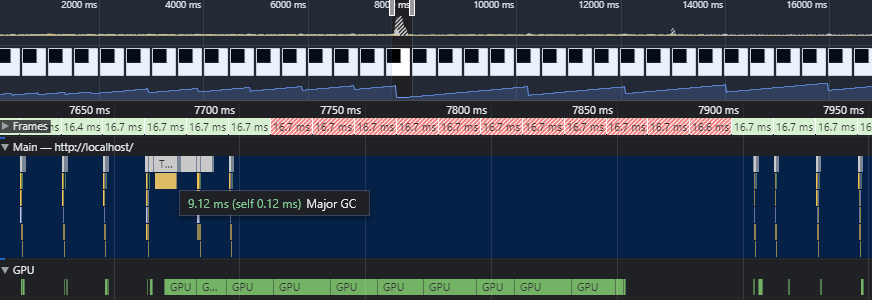 2000 ms 4000 ms 6000 ms 8000 ms 10000 ms 12000 ms 14000 ms 16000 ms
7650 ms 7700 ms 7750 ms 7800 ms 7850 ms 7900 ms 7950 ms
Frames 16.4 ms 16.7 ms 16.7 ms 16.7 ms 16.7 ms 16.7 ms 16.7 ms 16.7 ms 16.7 ms 16.7 ms 16.7 ms 16.7 ms 16.7 ms 16.7 ms 16.7 ms 16.6 ms 16.7 ms 16.7 ms 16.7 ms
Main — http://localhost/
T...
9.12 ms (self 0.12 ms) Major GC
GPU
GPU G... GPU GPU GPU GPU GPU GPU GPU GPU